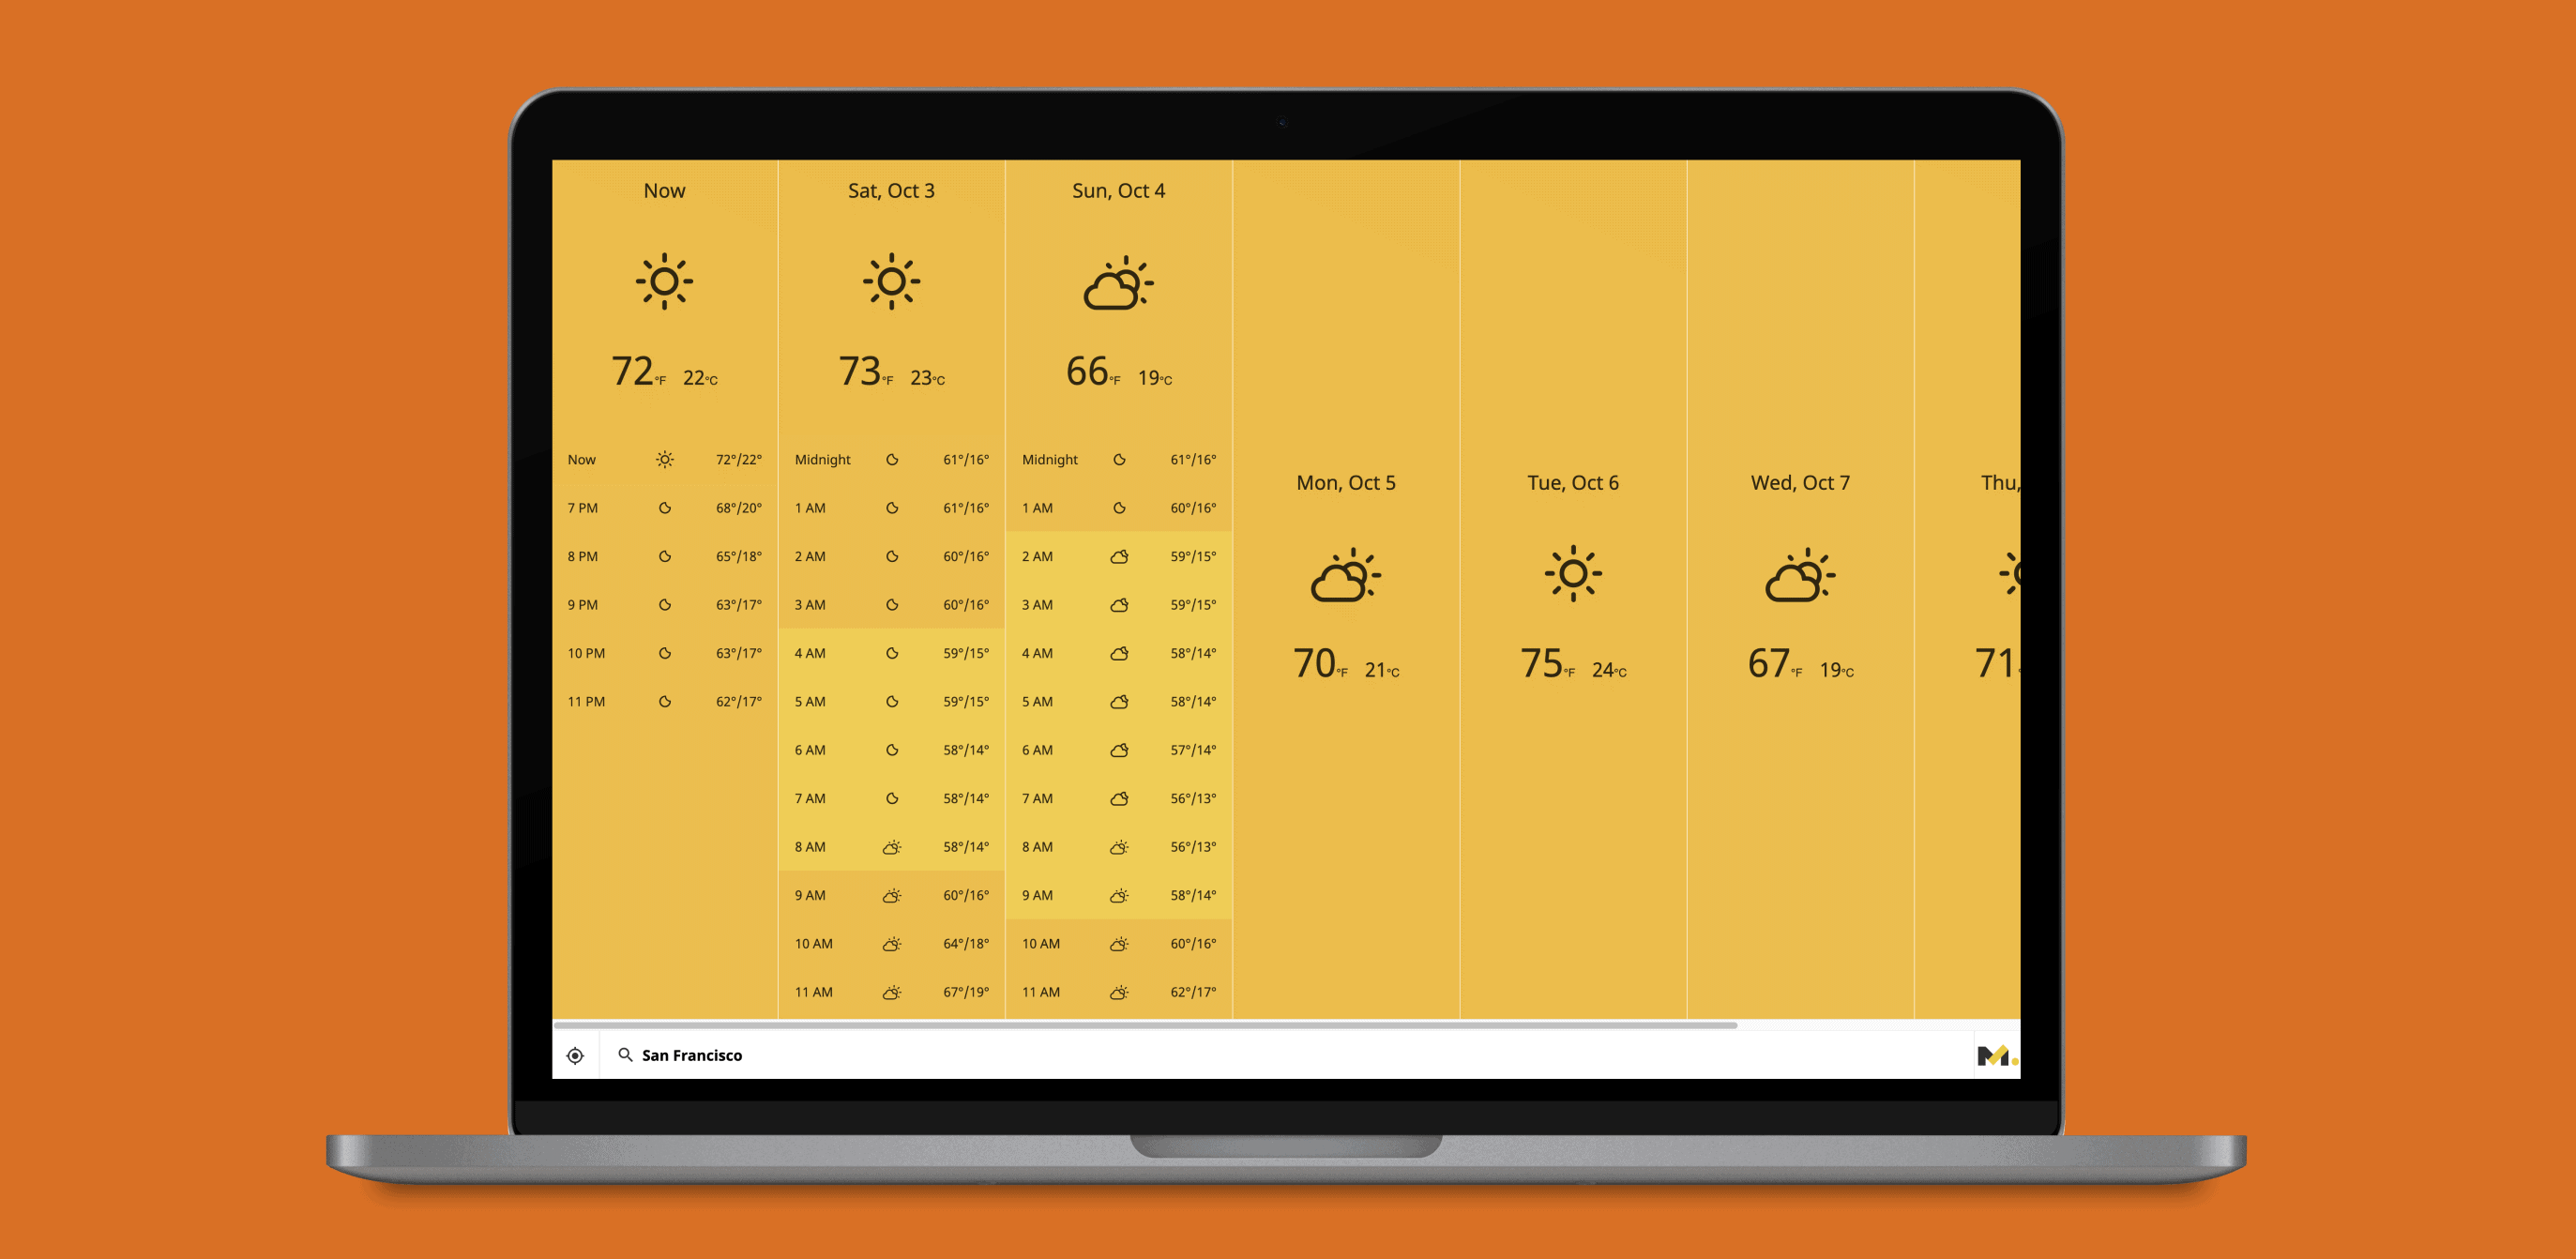 Now
72°F 22°C
Now 72°/22°
7 PM 68°/20°
8 PM 65°/18°
9 PM 63°/17°
10 PM 63°/17°
11 PM 62°/17°
Sat, Oct 3
73°F 23°C
Midnight 61°/16°
1 AM 61°/16°
2 AM 60°/16°
3 AM 60°/16°
4 AM 59°/15°
5 AM 59°/15°
6 AM 58°/14°
7 AM 58°/14°
8 AM 58°/14°
9 AM 60°/16°
10 AM 64°/18°
11 AM 67°/19°
Sun, Oct 4
66°F 19°C
Midnight 61°/16°
1 AM 60°/16°
2 AM 59°/15°
3 AM 59°/15°
4 AM 58°/14°
5 AM 58°/14°
6 AM 57°/14°
7 AM 56°/13°
8 AM 56°/13°
9 AM 58°/14°
10 AM 60°/16°
11 AM 62°/17°
Mon, Oct 5
70°F 21°C
Tue, Oct 6
75°F 24°C
Wed, Oct 7
67°F 19°C
Thu,
71
San Francisco
M.